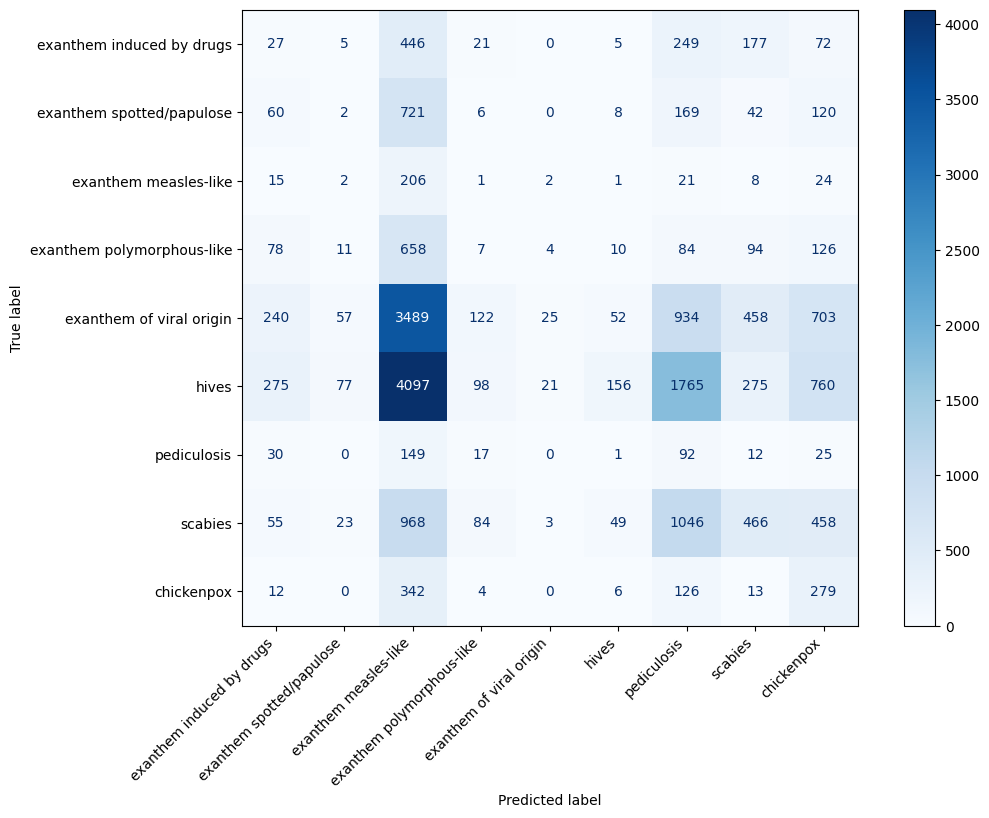 exanthem induced by drugs 27 5 446 21 0 5 249 177 72
exanthem spotted/papulose 60 2 721 6 0 8 169 42 120
exanthem measles-like 15 2 206 1 2 1 21 8 24
exanthem polymorphous-like 78 11 658 7 4 10 84 94 126
exanthem of viral origin 240 57 3489 122 25 52 934 458 703
hives 275 77 4097 98 21 156 1765 275 760
pediculosis 30 0 149 17 0 1 92 12 25
scabies 55 23 968 84 3 49 1046 466 458
chickenpox 12 0 342 4 0 6 126 13 279
True label
exanthem induced by drugs
exanthem spotted/papulose
exanthem measles-like
exanthem polymorphous-like
exanthem of viral origin
hives
pediculosis
scabies
chickenpox
Predicted label
4000
3500
3000
2500
2000
1500
1000
500
0